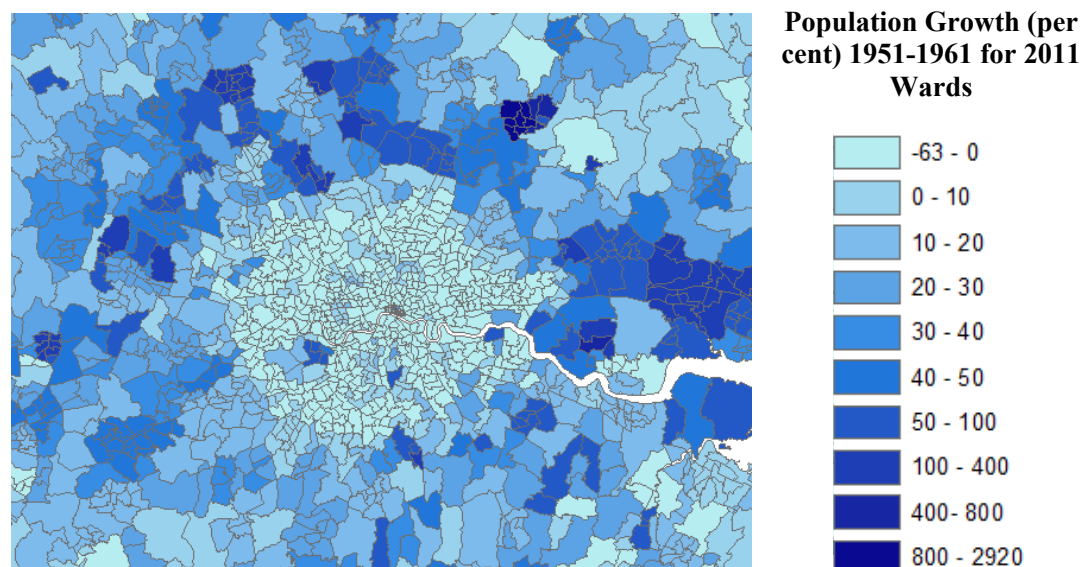 Population Growth (per
cent) 1951-1961 for 2011
Wards
-63 - 0
0 - 10
10 - 20
20 - 30
30 - 40
40 - 50
50 - 100
100 - 400
400- 800
800 - 2920